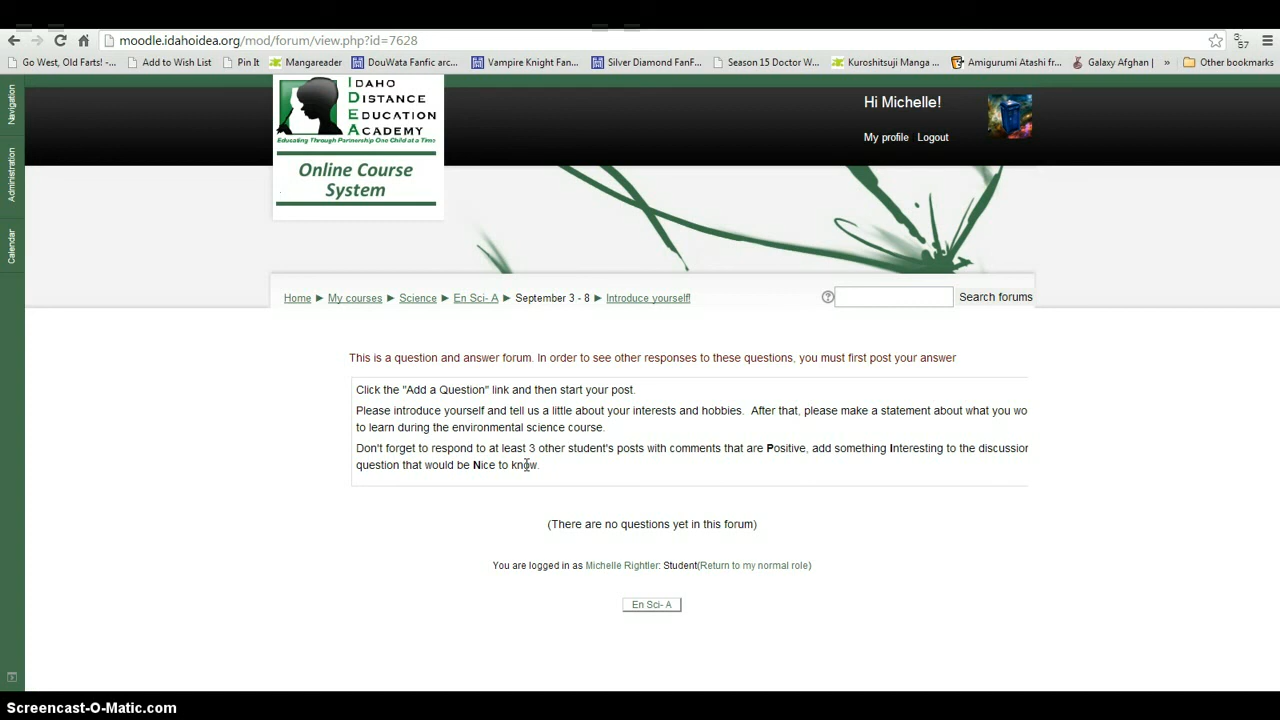 moodle.idahoidea.org/mod/forum/view.php?id=7628
Go West, Old Farts! -... Add to Wish List Pin It Mangareader DouWata Fanfic arc... Vampire Knight Fan... Silver Diamond FanF... Season 15 Doctor W... Kuroshitsuji Manga ... Amigurumi Atashi fr... Galaxy Afghan | » Other bookmarks
Navigation
Administration
Calendar
IDAHO
DISTANCE
EDUCATION
ACADEMY
Educating Through Partnership One Child at a Time
Online Course
System
Hi Michelle!
My profile Logout
Home ► My courses ► Science ► En Sci- A ► September 3 - 8 ► Introduce yourself! Search forums
This is a question and answer forum. In order to see other responses to these questions, you must first post your answer
Click the "Add a Question" link and then start your post.
Please introduce yourself and tell us a little about your interests and hobbies. After that, please make a statement about what you wo
to learn during the environmental science course.
Don't forget to respond to at least 3 other student's posts with comments that are Positive, add something Interesting to the discussion
question that would be Nice to know.
(There are no questions yet in this forum)
You are logged in as Michelle Rightler: Student(Return to my normal role)
En Sci- A
Screencast-O-Matic.com